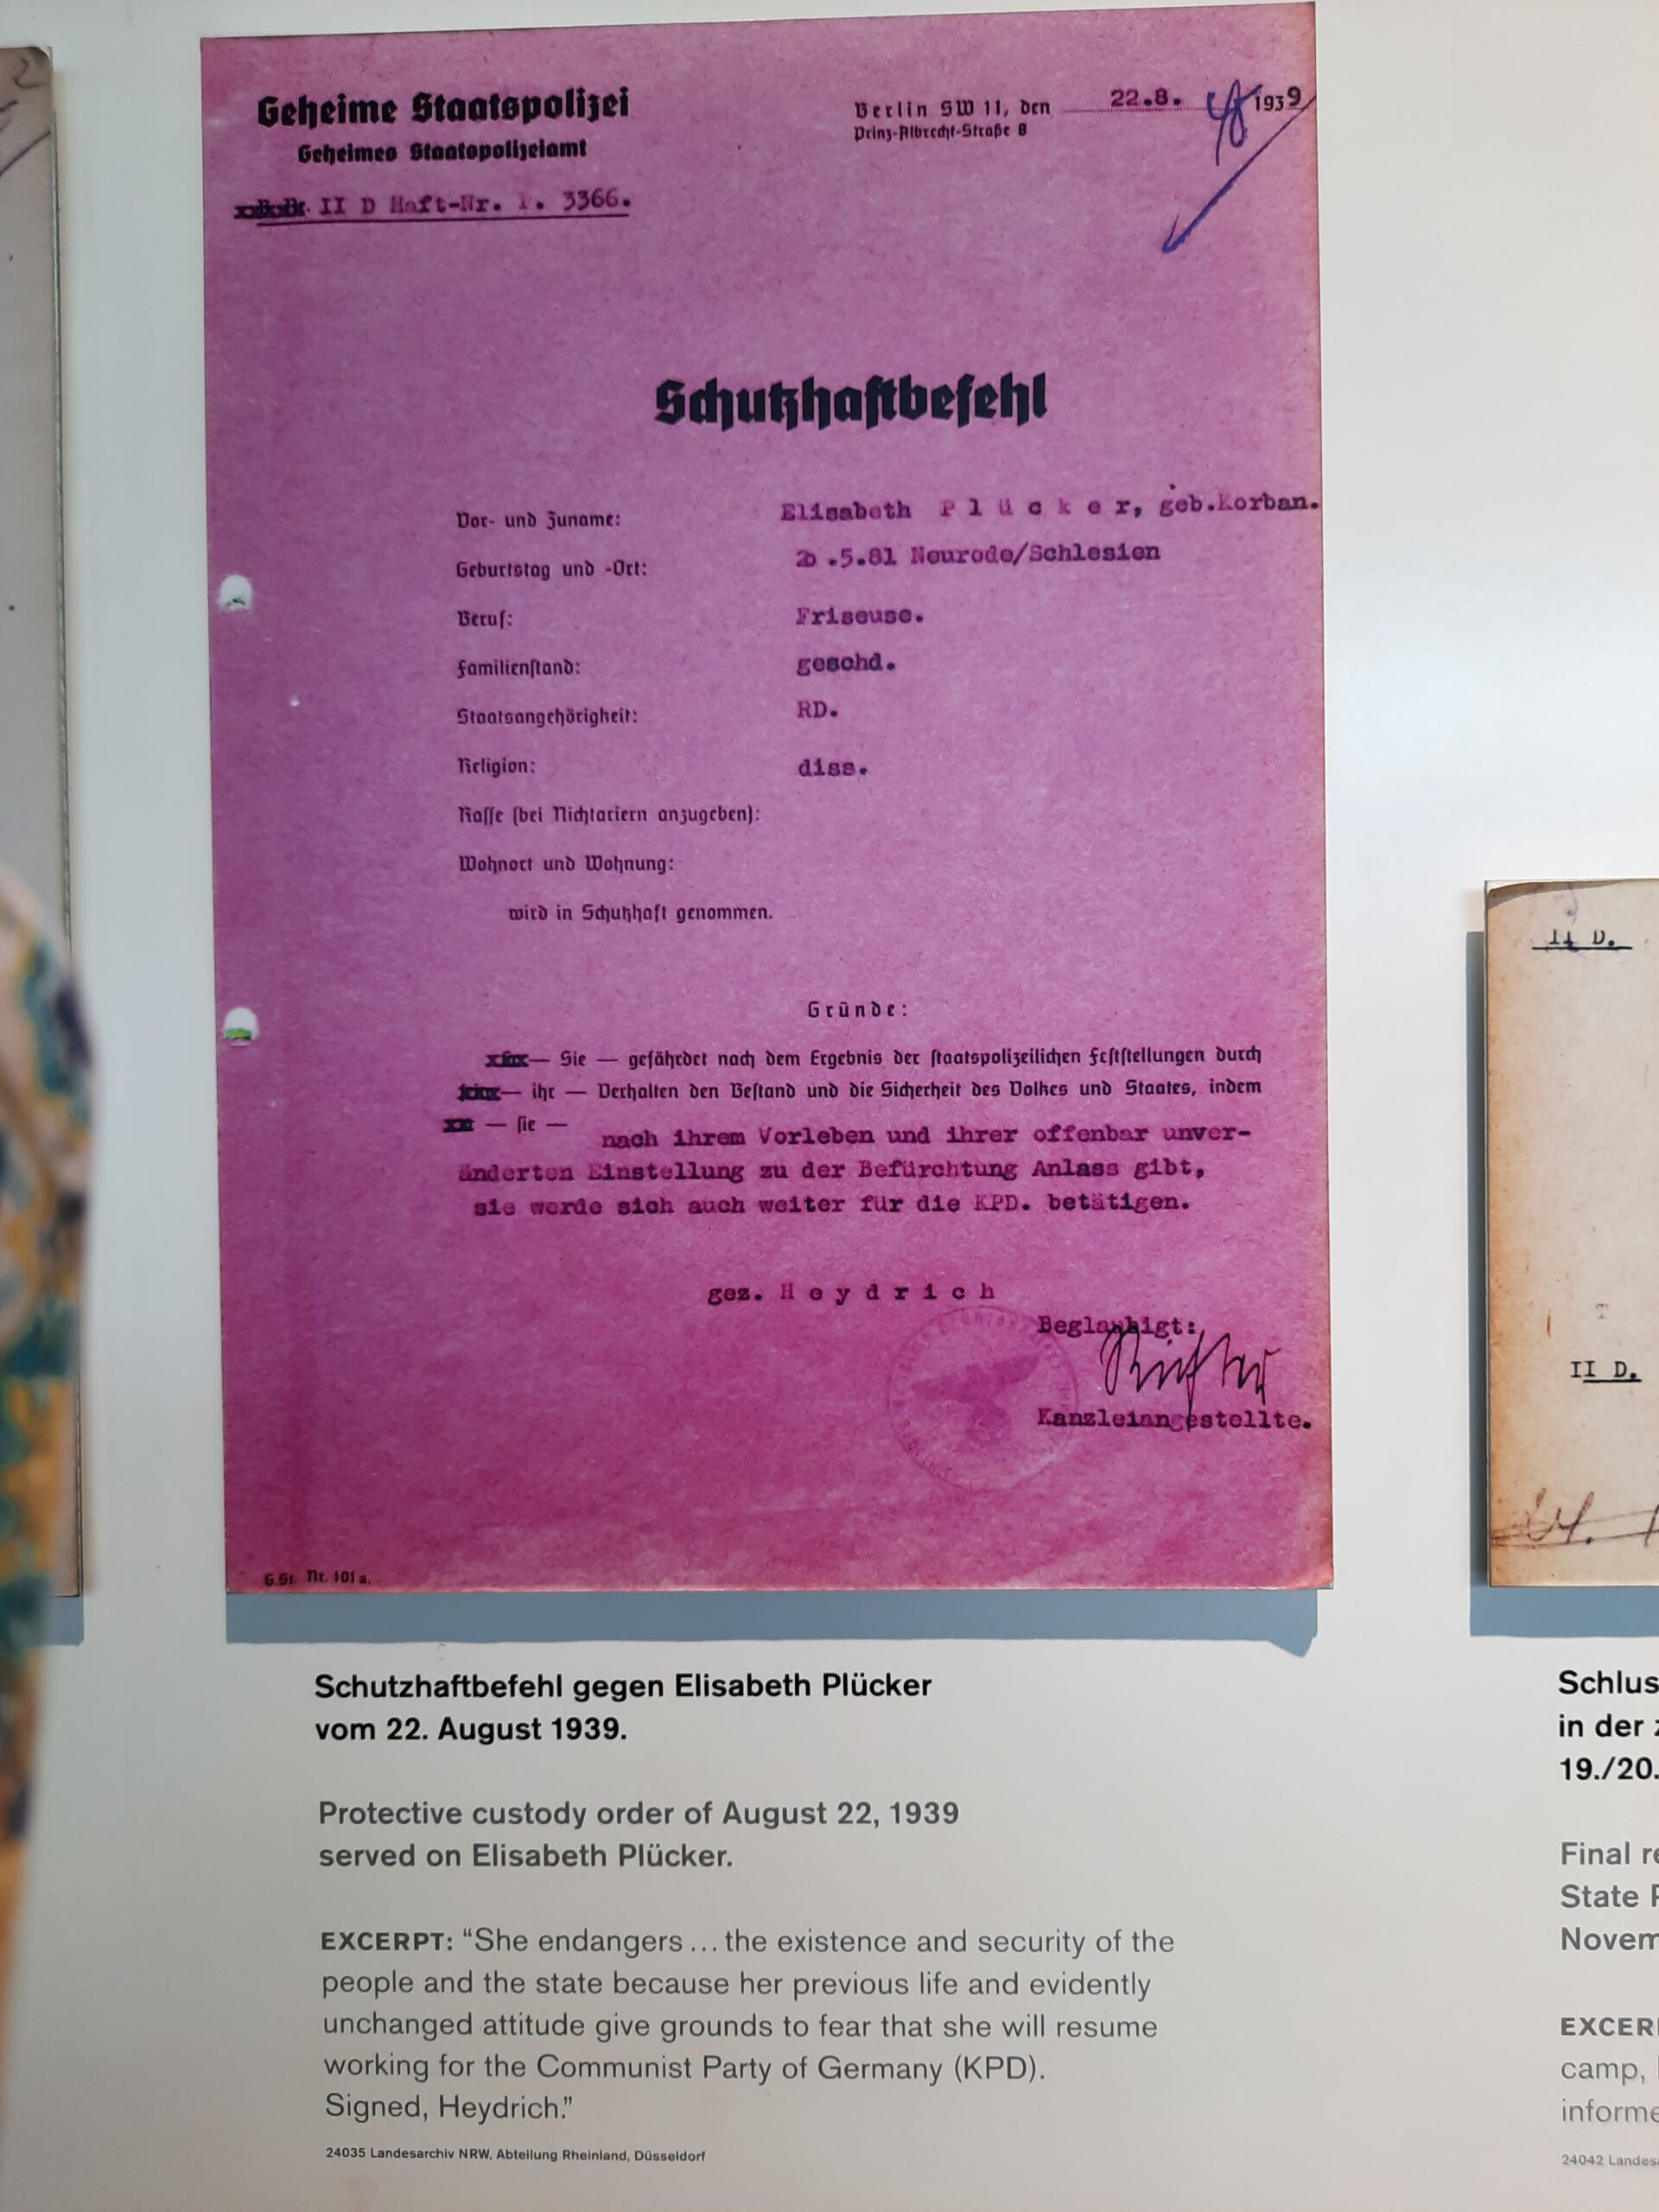 Geheime Staatspolizei
Geheimes Staatspolizeiamt
II D Haft-Nr. P. 3366.
Berlin SW 11, den 22.8. 1939
Prinz-Albrecht-Straße 8
Schutzhaftbefehl
Vor- und Zuname: Elisabeth Plücker, geb.Korban.
Geburtstag und -Ort: .5.81 Neurode/Schlesien
Beruf: Friseuse.
Familienstand: geschd.
Staatsangehörigkeit: RD.
Religion: diss.
Rasse (bei Nichtariern anzugeben):
Wohnort und Wohnung:
wird in Schutzhaft genommen.
Gründe:
— Sie — gefährdet nach dem Ergebnis der staatspolizeilichen Feststellungen durch
— ihr — Verhalten den Bestand und die Sicherheit des Volkes und Staates, indem
— sie — nach ihrem Vorleben und ihrer offenbar unver-
änderten Einstellung zu der Befürchtung Anlass gibt,
sie werde sich auch weiter für die KPD. betätigen.
gez. Heydrich
Beglaubigt:
Kanzleiangestellte.
G.St. Nr. 101 a.
Schutzhaftbefehl gegen Elisabeth Plücker
vom 22. August 1939.
Protective custody order of August 22, 1939
served on Elisabeth Plücker.
EXCERPT: “She endangers ... the existence and security of the
people and the state because her previous life and evidently
unchanged attitude give grounds to fear that she will resume
working for the Communist Party of Germany (KPD).
Signed, Heydrich.”
24035 Landesarchiv NRW, Abteilung Rheinland, Düsseldorf
II D.
II D.
in der
19./20.
Final
State
24042